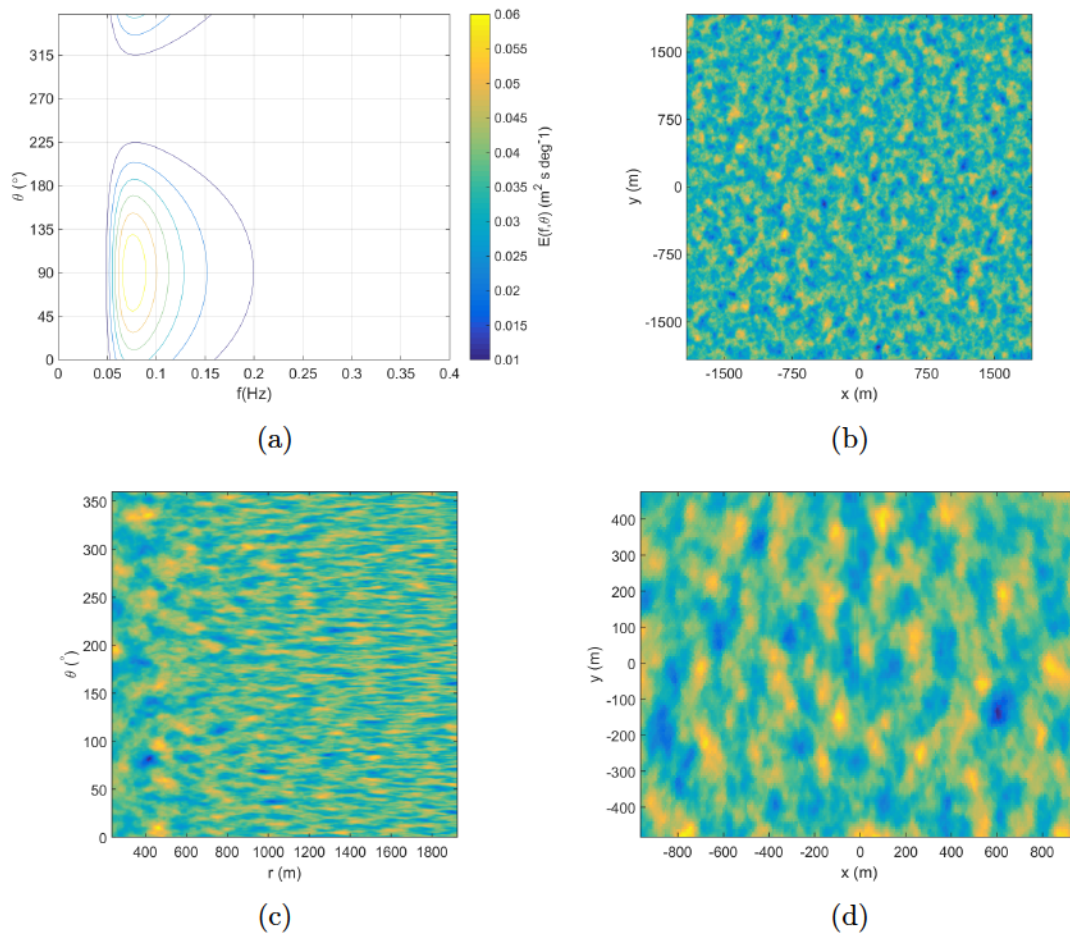 315
270
225
180
135
90
45
0
θ (°)
0 0.05 0.1 0.15 0.2 0.25 0.3 0.35 0.4
f(Hz)
0.06
0.055
0.05
0.045
0.04
0.035
0.03
0.025
0.02
0.015
0.01
E(f,θ) (m² s deg⁻¹)
(a)
1500
750
0
-750
-1500
y (m)
-1500 -750 0 750 1500
x (m)
(b)
350
300
250
200
150
100
50
0
θ (°)
400 600 800 1000 1200 1400 1600 1800
r (m)
(c)
400
300
200
100
0
-100
-200
-300
-400
y (m)
-800 -600 -400 -200 0 200 400 600 800
x (m)
(d)